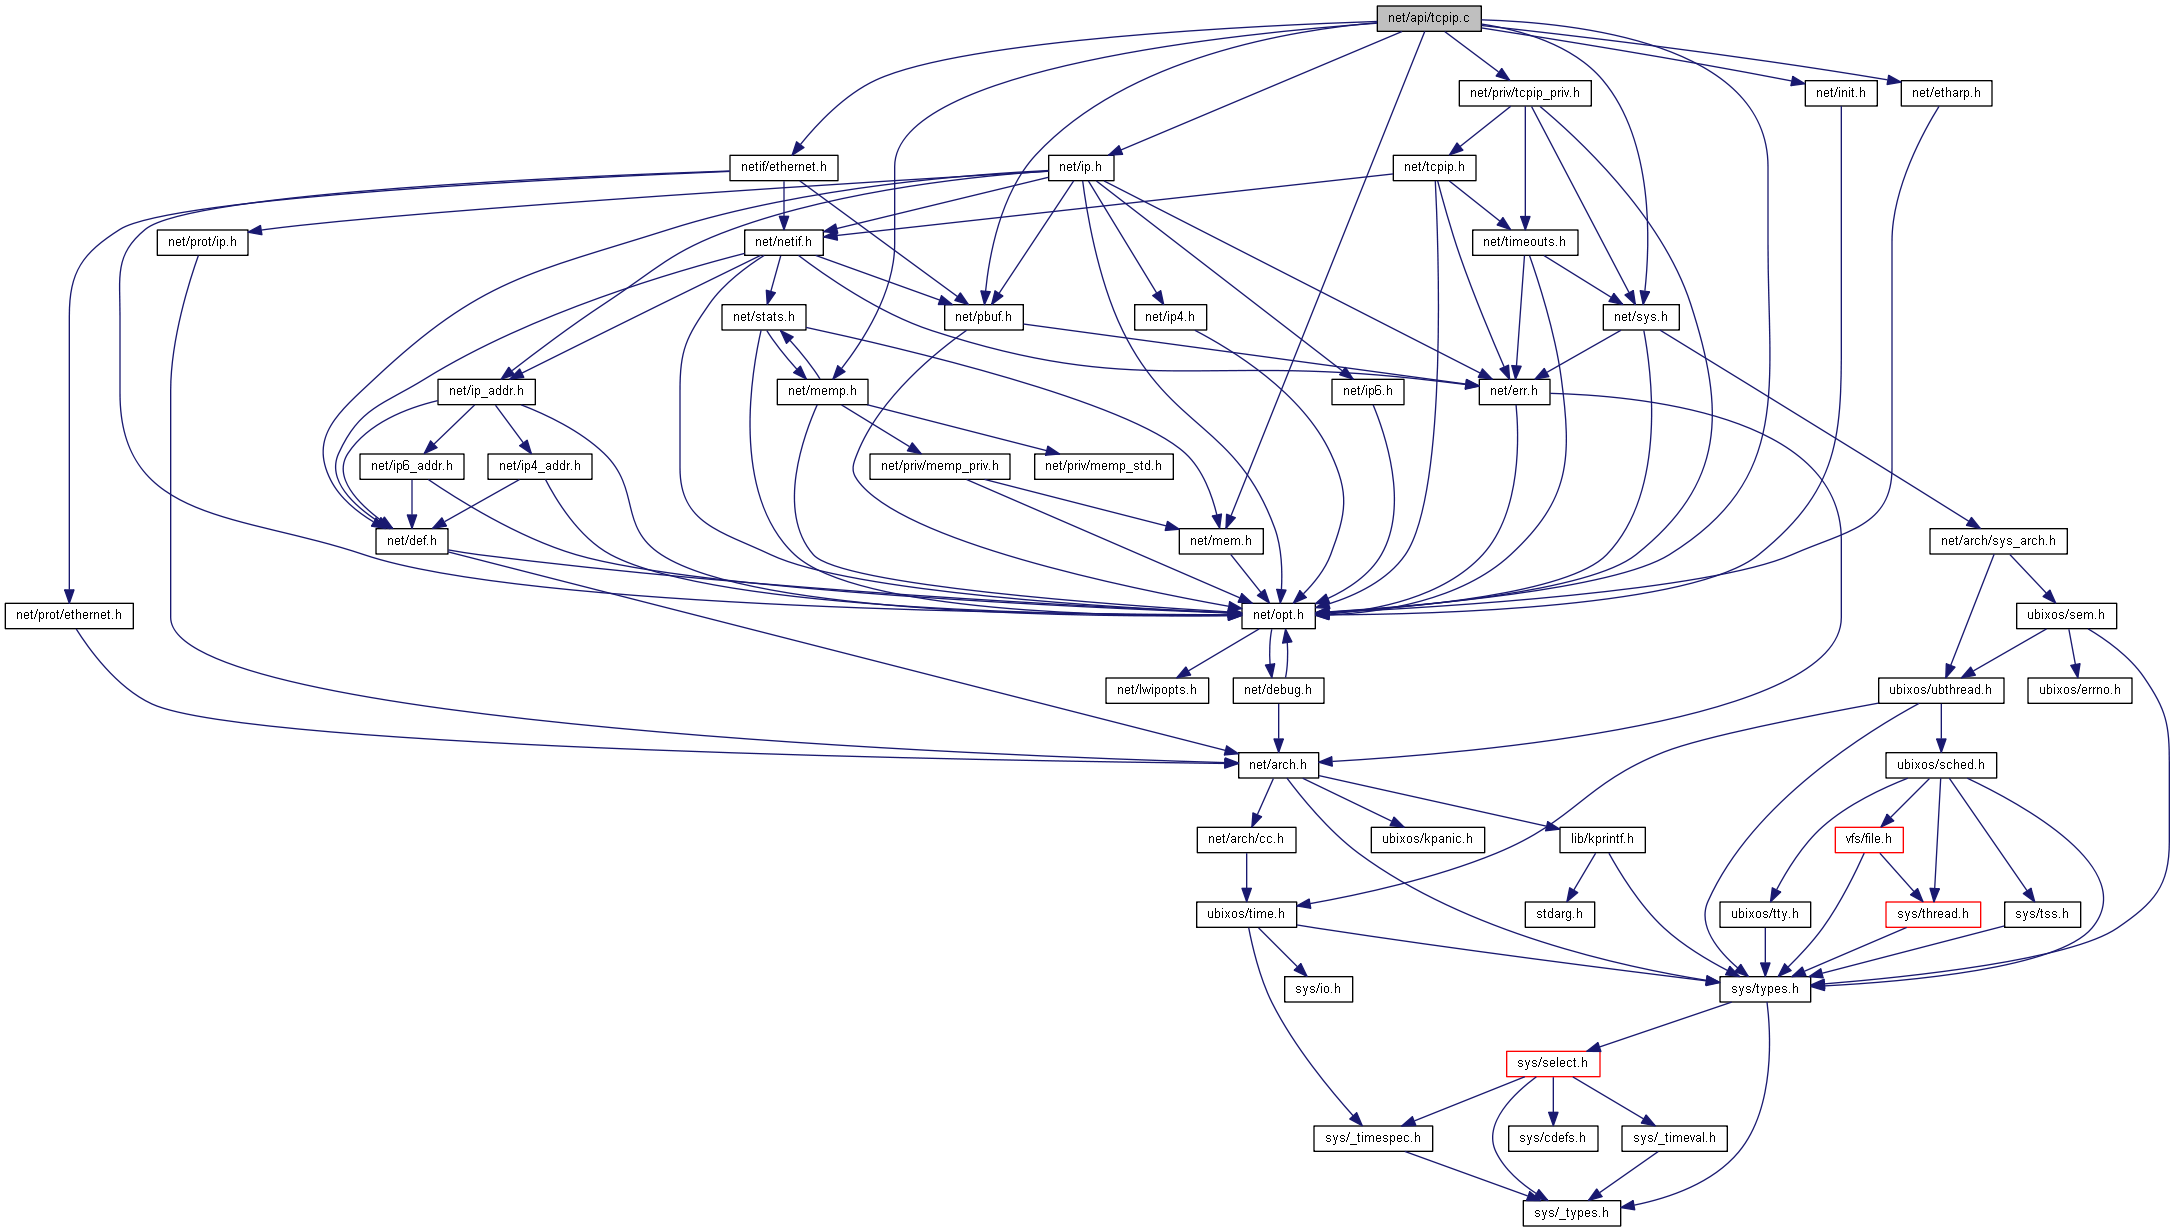 net/api/tcpip.c
net/priv/tcpip_priv.h
net/init.h
net/etharp.h
netif/ethernet.h
net/ip.h
net/tcpip.h
net/prot/ip.h
net/netif.h
net/timeouts.h
net/stats.h
net/pbuf.h
net/ip4.h
net/sys.h
net/ip_addr.h
net/memp.h
net/ip6.h
net/err.h
net/ip6_addr.h
net/ip4_addr.h
net/priv/memp_priv.h
net/priv/memp_std.h
net/def.h
net/mem.h
net/arch/sys_arch.h
net/prot/ethernet.h
net/opt.h
ubixos/sem.h
net/lwipopts.h
net/debug.h
ubixos/ubthread.h
ubixos/errno.h
net/arch.h
ubixos/sched.h
net/arch/cc.h
ubixos/kpanic.h
lib/kprintf.h
vfs/file.h
ubixos/time.h
stdarg.h
ubixos/tty.h
sys/thread.h
sys/tss.h
sys/io.h
sys/types.h
sys/select.h
sys/_timespec.h
sys/cdefs.h
sys/_timeval.h
sys/_types.h